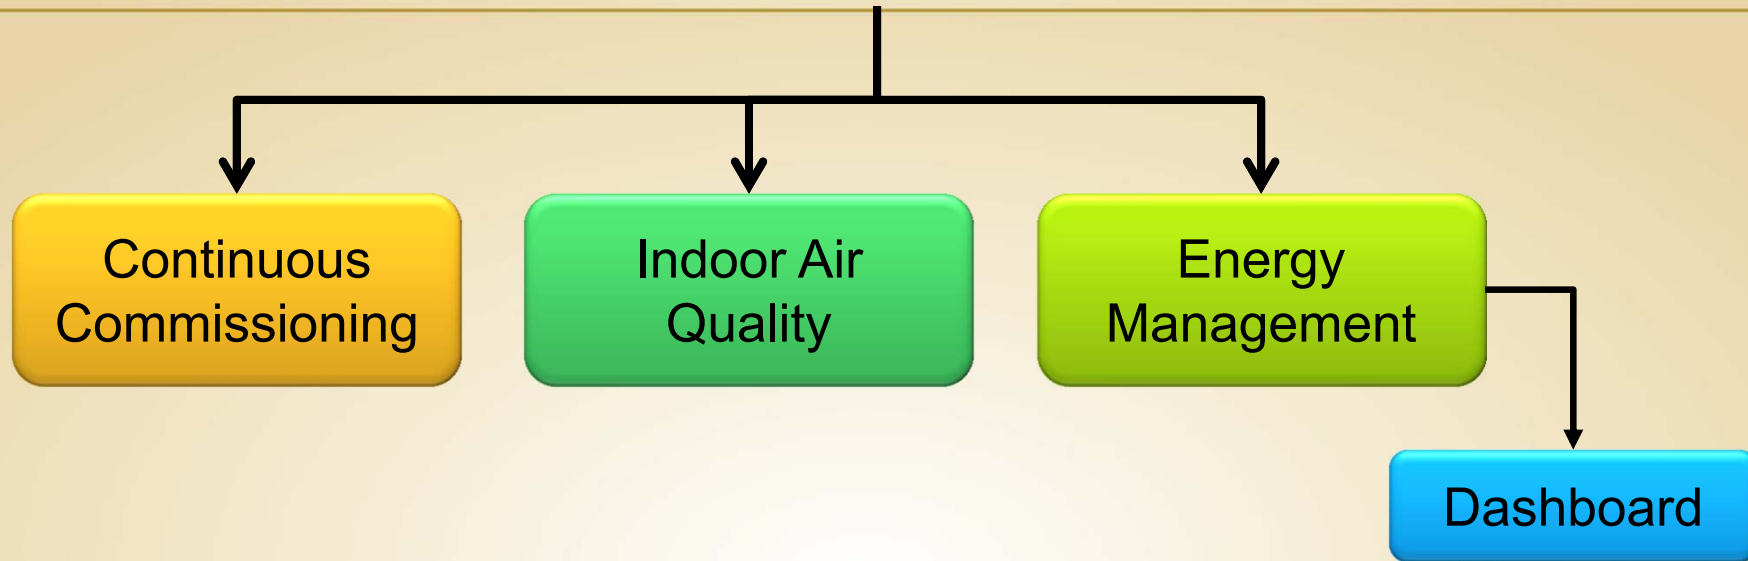 Continuous
Commissioning
Indoor Air
Quality
Energy
Management
Dashboard